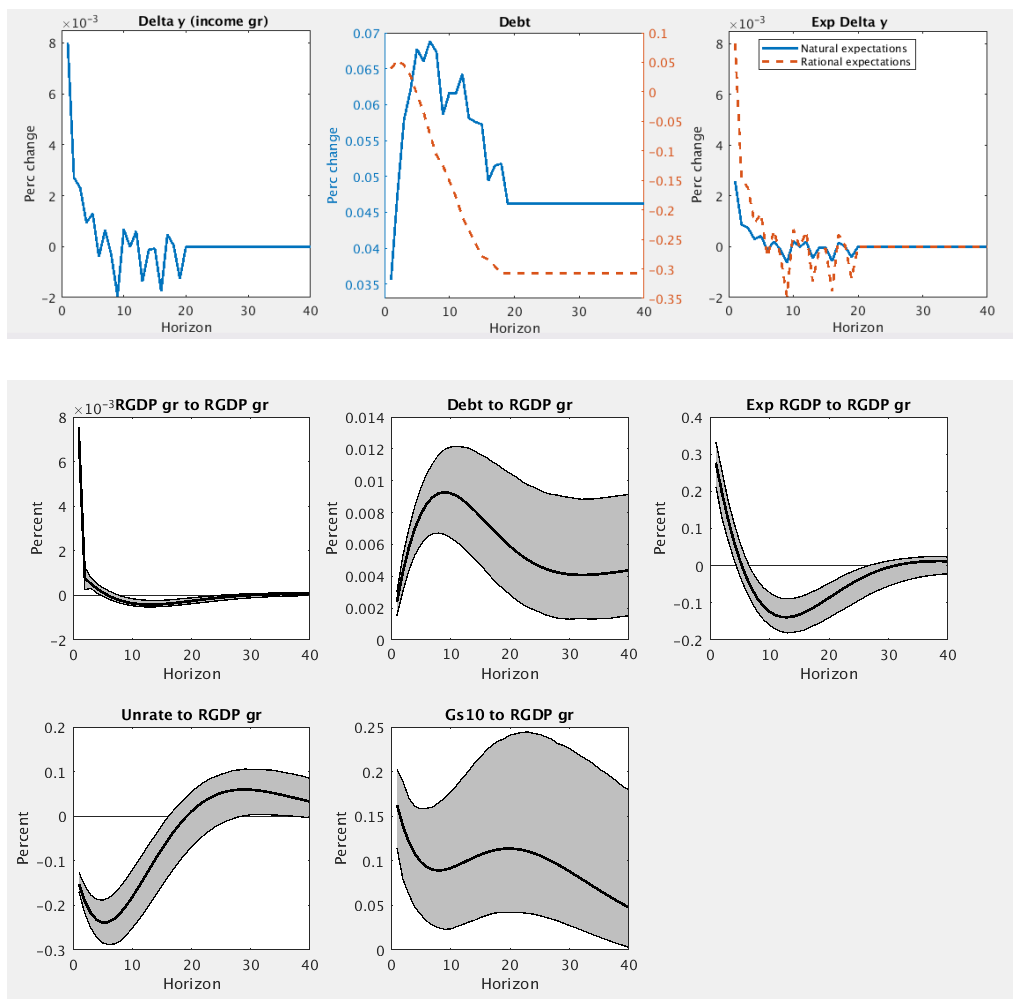 Delta y (income gr)
×10⁻³
8
6
4
2
0
−2
Perc change
0 10 20 30 40
Horizon
Debt
0.07
0.065
0.06
0.055
0.05
0.045
0.04
0.035
Perc change
0.1
0.05
0
-0.05
-0.1
-0.15
-0.2
-0.25
-0.3
-0.35
0 10 20 30 40
Horizon
Exp Delta y
×10⁻³
Natural expectations
Rational expectations
8
6
4
2
0
−2
Perc change
0 10 20 30 40
Horizon
×10⁻³ RGDP gr to RGDP gr
8
6
4
2
0
-2
Percent
0 10 20 30 40
Horizon
Debt to RGDP gr
0.014
0.012
0.01
0.008
0.006
0.004
0.002
0
Percent
0 10 20 30 40
Horizon
Exp RGDP to RGDP gr
0.4
0.3
0.2
0.1
0
-0.1
-0.2
Percent
0 10 20 30 40
Horizon
Unrate to RGDP gr
0.2
0.1
0
-0.1
-0.2
-0.3
Percent
0 10 20 30 40
Horizon
Gs10 to RGDP gr
0.25
0.2
0.15
0.1
0.05
0
Percent
0 10 20 30 40
Horizon